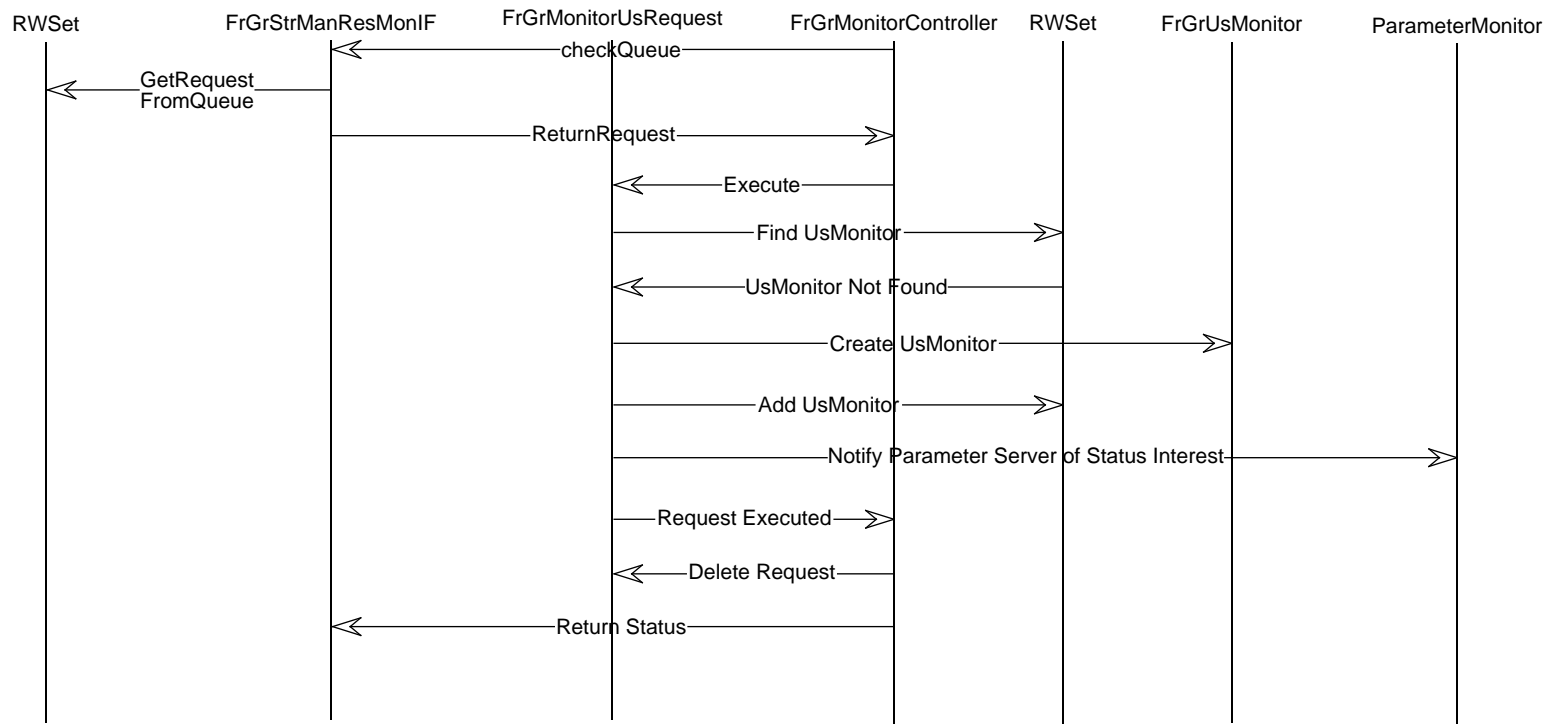 RWSet
FrGrStrManResMonIF
FrGrMonitorUsRequest
FrGrMonitorController
RWSet
FrGrUsMonitor
ParameterMonitor
checkQueue
GetRequest
FromQueue
ReturnRequest
Execute
Find UsMonitor
UsMonitor Not Found
Create UsMonitor
Add UsMonitor
Notify Parameter Server of Status Interest
Request Executed
Delete Request
Return Status